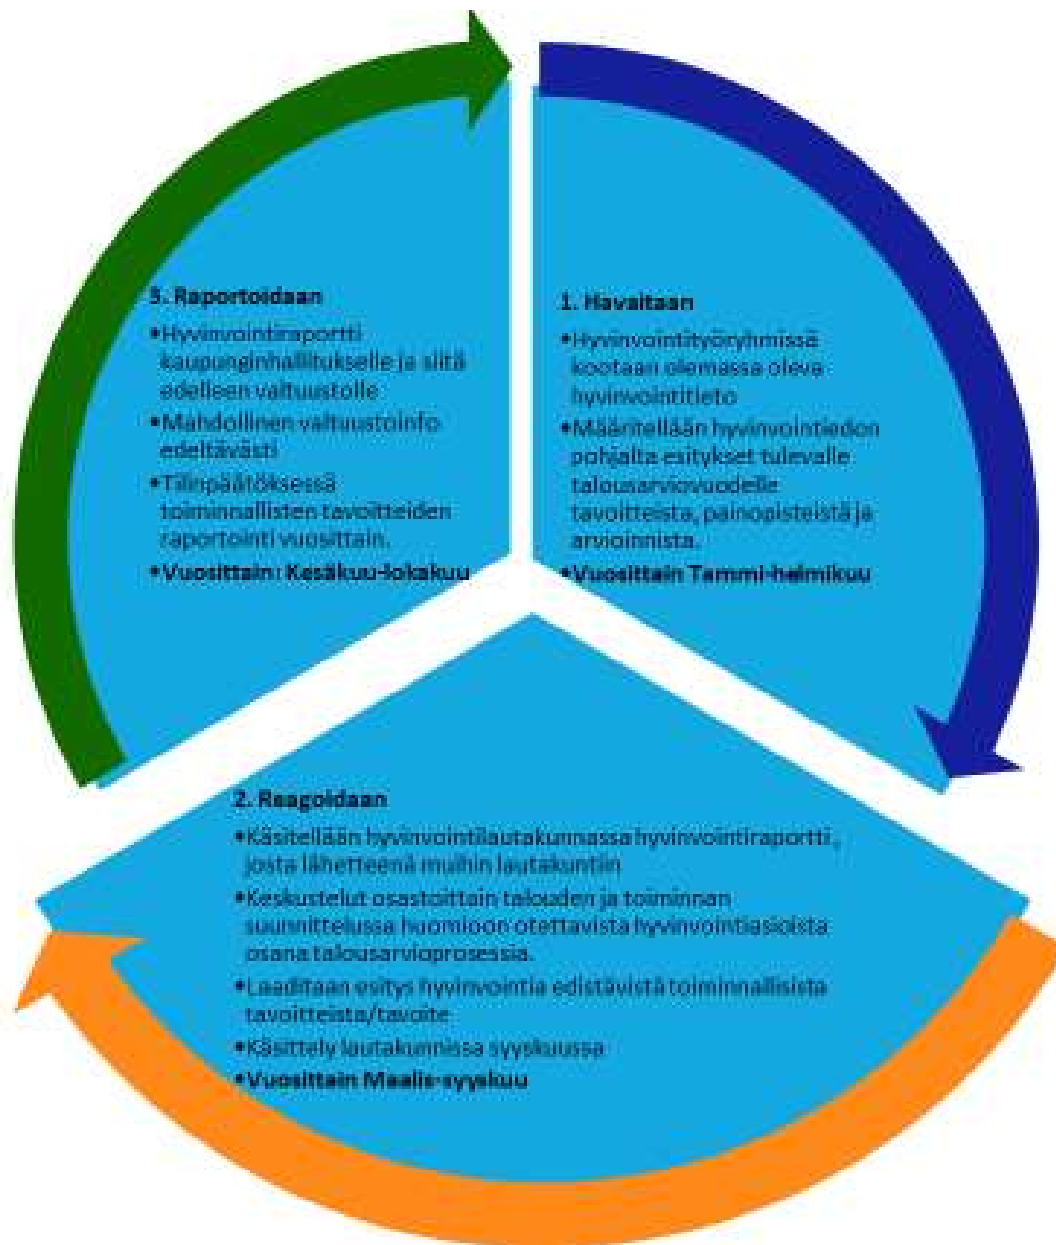 3. Raportoidaan
•Hyvinvointiraportti
kaupunginhallitukselle ja siitä
edelleen valtuustolle
•Mahdollinen valtuustoinfo
edeltävästi
•Tilinpäätöksessä
toiminnallisten tavoitteiden
raportointi vuosittain.
•Vuosittain: Kesäkuu-lokakuu
1. Havaitaan
•Hyvinvointityöryhmissä
kootaan olemassa oleva
hyvinvointitieto
•Määritellään hyvinvointiedon
pohjalta esitykset tulevalle
talousarviovuodelle
tavoitteista, painopisteistä ja
arvioinnista.
•Vuosittain Tammi-helmikuu
2. Reagoidaan
•Käsitellään hyvinvointilautakunnassa hyvinvointiraportti ,
josta lähetteenä muihin lautakuntiin
•Keskustelut osastoittain talouden ja toiminnan
suunnittelussa huomioon otettavista hyvinvointiasioista
osana talousarvioprosessia.
•Laaditaan esitys hyvinvointia edistävistä toiminnallisista
tavoitteista/tavoite
•Käsittely lautakunnissa syyskuussa
•Vuosittain Maalis-syyskuu